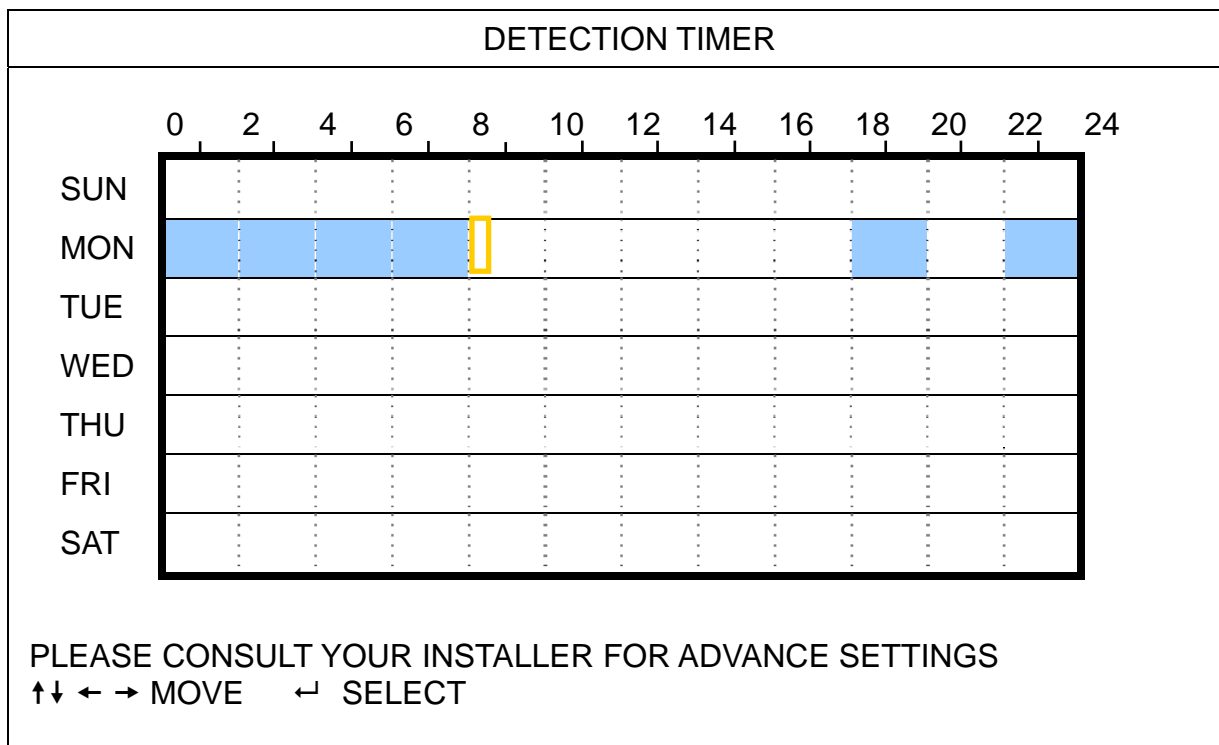 DETECTION TIMER
0 2 4 6 8 10 12 14 16 18 20 22 24
SUN
MON
TUE
WED
THU
FRI
SAT
PLEASE CONSULT YOUR INSTALLER FOR ADVANCE SETTINGS
↑↓ ← → MOVE ↵ SELECT